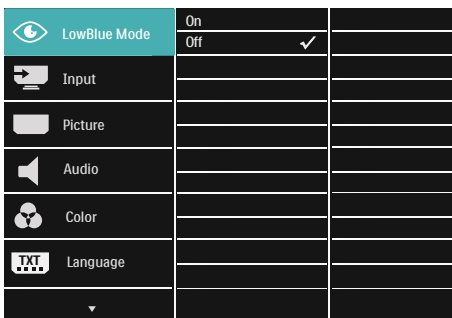 LowBlue Mode
On
Off
Input
Picture
Audio
Color
TXT
Language